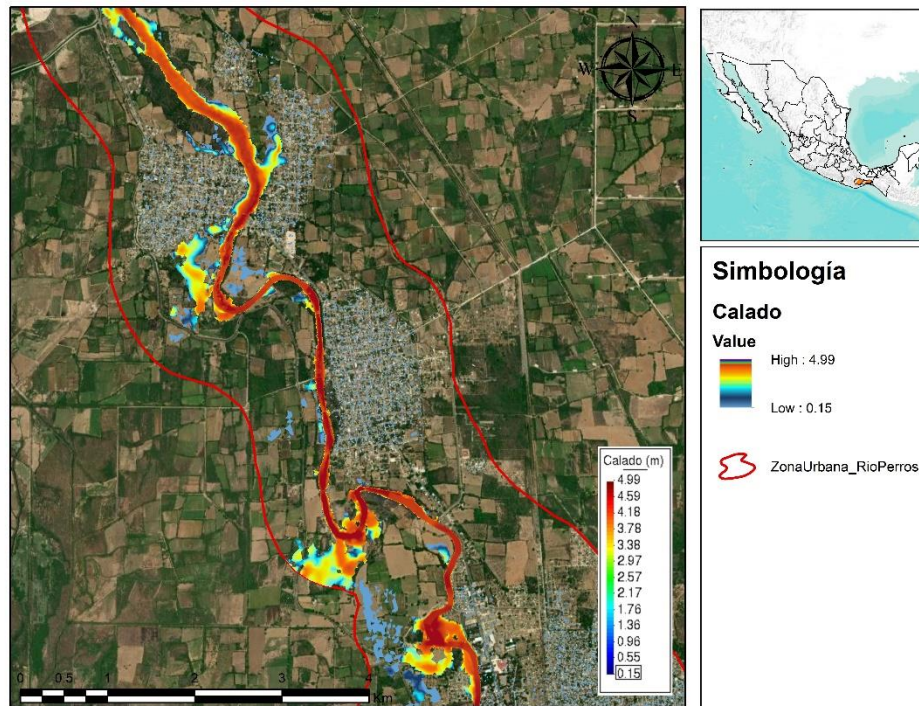 W E
S
Calado (m)
4.99
4.59
4.18
3.78
3.38
2.97
2.57
2.17
1.76
1.36
0.96
0.55
0.15
0 0.5 1 2 3 4
Km
Simbología
Calado
Value
High : 4.99
Low : 0.15
ZonaUrbana_RioPerros